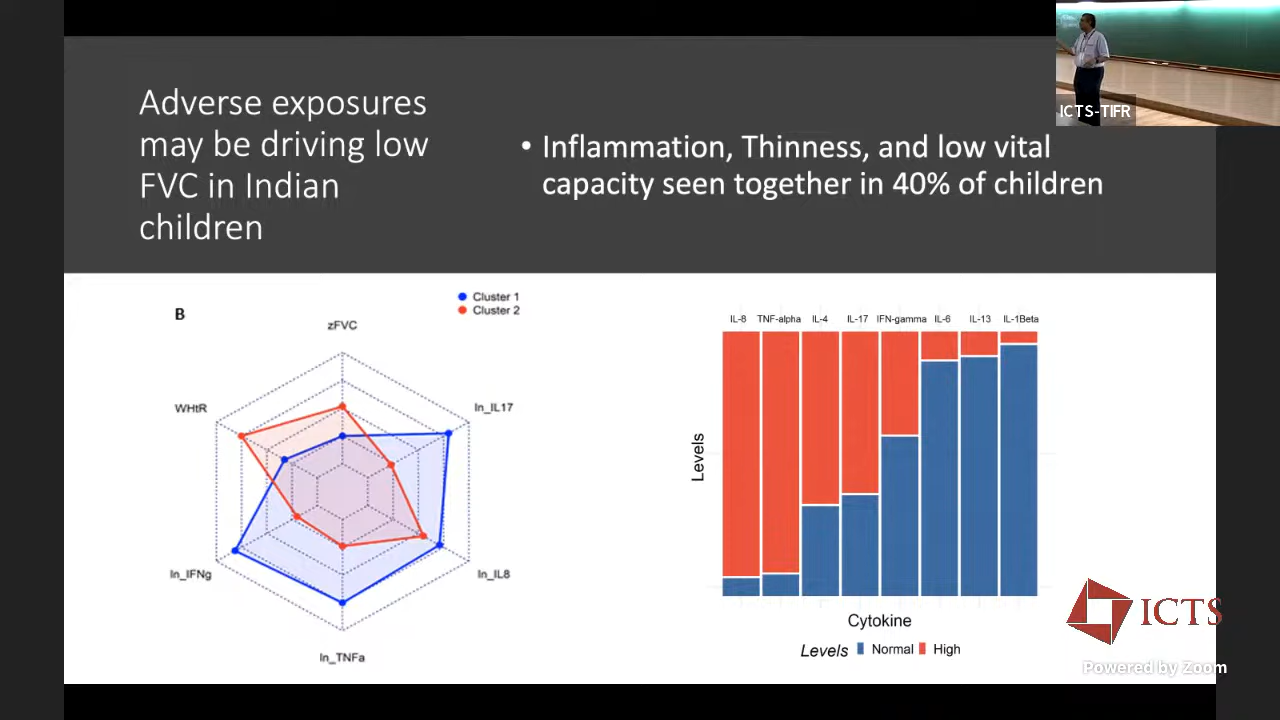 Adverse exposures
may be driving low
FVC in Indian
children
• Inflammation, Thinness, and low vital
capacity seen together in 40% of children
ICTS-TIFR
B
Cluster 1
Cluster 2
zFVC
WHtR
ln_IL17
ln_IFNg
ln_IL8
ln_TNFa
IL-8 TNF-alpha IL-4 IL-17 IFN-gamma IL-6 IL-13 IL-1Beta
Levels
Cytokine
Levels Normal High
ICTS
Powered by Zoom